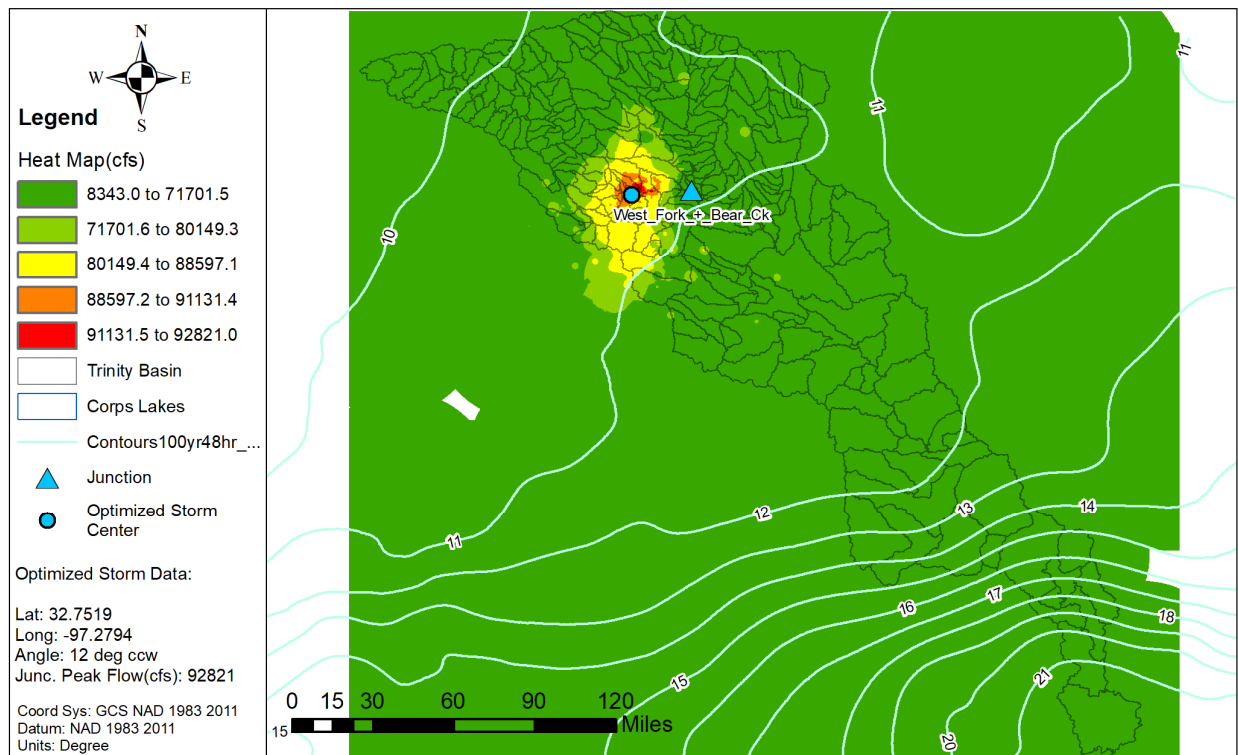 N
W E
S
Legend
Heat Map(cfs)
8343.0 to 71701.5
71701.6 to 80149.3
80149.4 to 88597.1
88597.2 to 91131.4
91131.5 to 92821.0
Trinity Basin
Corps Lakes
Contours100yr48hr_...
Junction
Optimized Storm
Center
Optimized Storm Data:
Lat: 32.7519
Long: -97.2794
Angle: 12 deg ccw
Junc. Peak Flow(cfs): 92821
Coord Sys: GCS NAD 1983 2011
Datum: NAD 1983 2011
Units: Degree
11
11
West_Fork_+_Bear_Ck
10
12
13
14
11
16
17
18
15
21
20
15
0 15 30 60 90 120
Miles